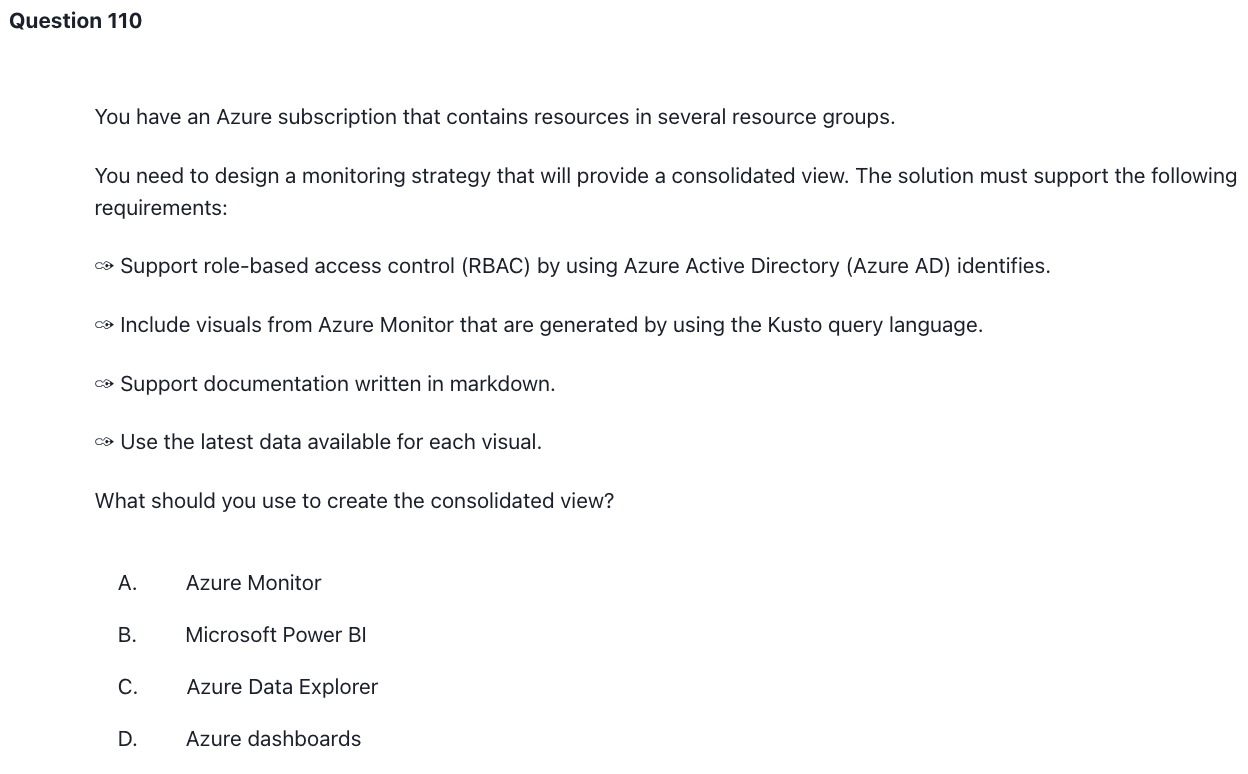 Question 110
You have an Azure subscription that contains resources in several resource groups.
You need to design a monitoring strategy that will provide a consolidated view. The solution must support the following
requirements:
✑ Support role-based access control (RBAC) by using Azure Active Directory (Azure AD) identifies.
✑ Include visuals from Azure Monitor that are generated by using the Kusto query language.
✑ Support documentation written in markdown.
✑ Use the latest data available for each visual.
What should you use to create the consolidated view?
A. Azure Monitor
B. Microsoft Power BI
C. Azure Data Explorer
D. Azure dashboards